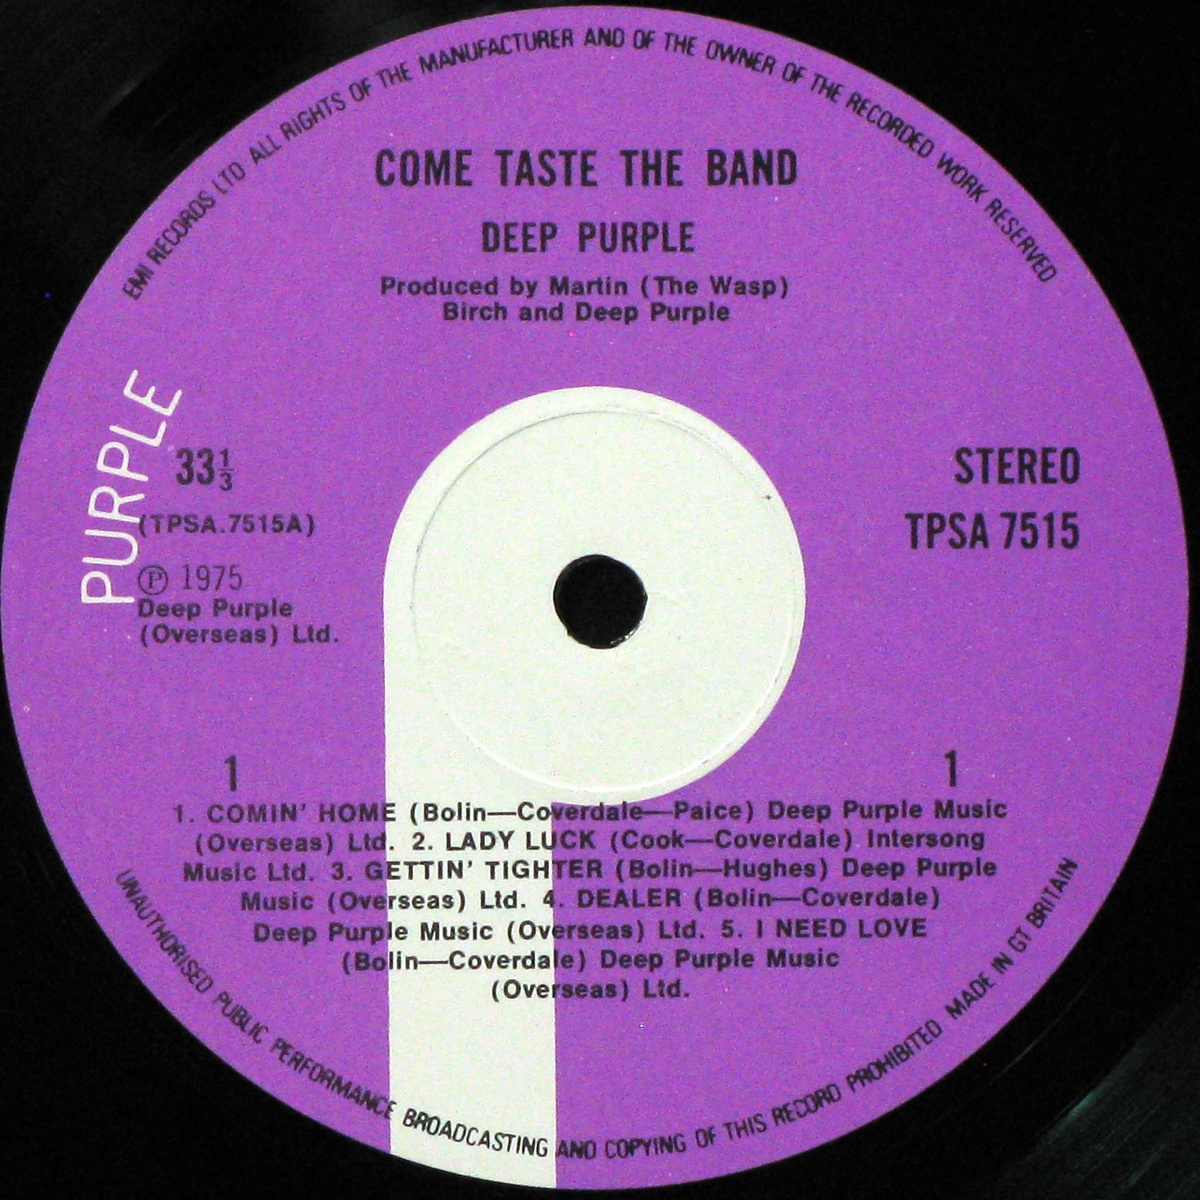 EMI RECORDS LTD ALL RIGHTS OF THE MANUFACTURER AND OF THE OWNER OF THE RECORDED WORK RESERVED
COME TASTE THE BAND
DEEP PURPLE
Produced by Martin (The Wasp)
Birch and Deep Purple
PURPLE
33⅓
(TPSA.7515A)
Ⓟ 1975
Deep Purple
(Overseas) Ltd.
STEREO
TPSA 7515
1
1
1. COMIN' HOME (Bolin—Coverdale—Paice) Deep Purple Music
(Overseas) Ltd. 2. LADY LUCK (Cook—Coverdale) Intersong
Music Ltd. 3. GETTIN' TIGHTER (Bolin—Hughes) Deep Purple
Music (Overseas) Ltd. 4. DEALER (Bolin—Coverdale)
Deep Purple Music (Overseas) Ltd. 5. I NEED LOVE
(Bolin—Coverdale) Deep Purple Music
(Overseas) Ltd.
UNAUTHORISED PUBLIC PERFORMANCE BROADCASTING AND COPYING OF THIS RECORD PROHIBITED MADE IN GT BRITAIN